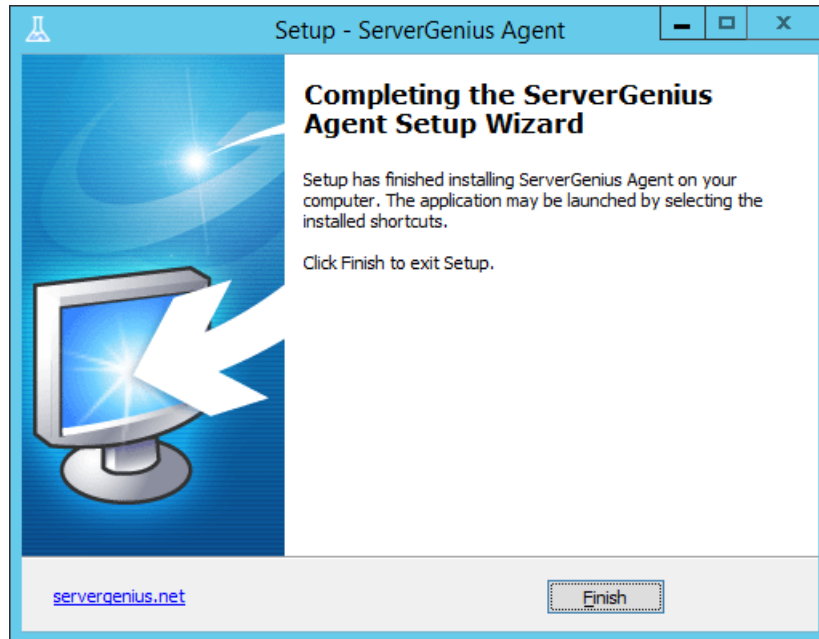 Setup - ServerGenius Agent
Completing the ServerGenius
Agent Setup Wizard
Setup has finished installing ServerGenius Agent on your
computer. The application may be launched by selecting the
installed shortcuts.
Click Finish to exit Setup.
servergenius.net
Finish